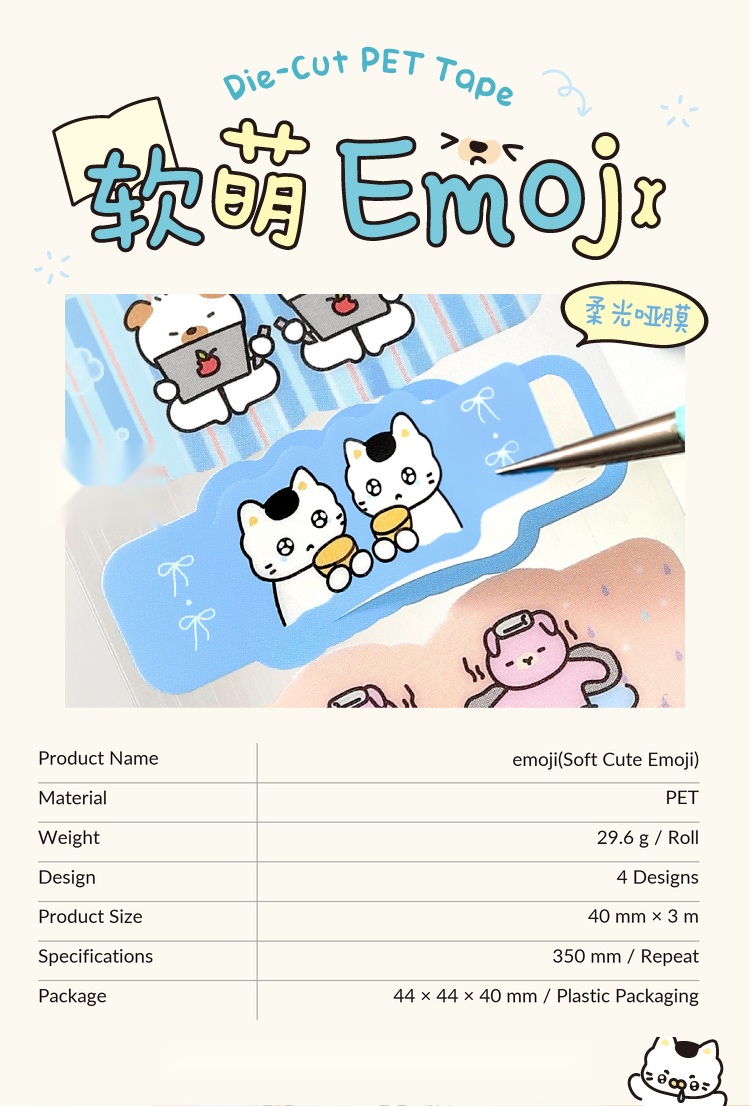 Die-Cut PET Tape
软萌 Emoji
柔光哑膜
Product Name emoji(Soft Cute Emoji)
Material PET
Weight 29.6 g / Roll
Design 4 Designs
Product Size 40 mm × 3 m
Specifications 350 mm / Repeat
Package 44 × 44 × 40 mm / Plastic Packaging